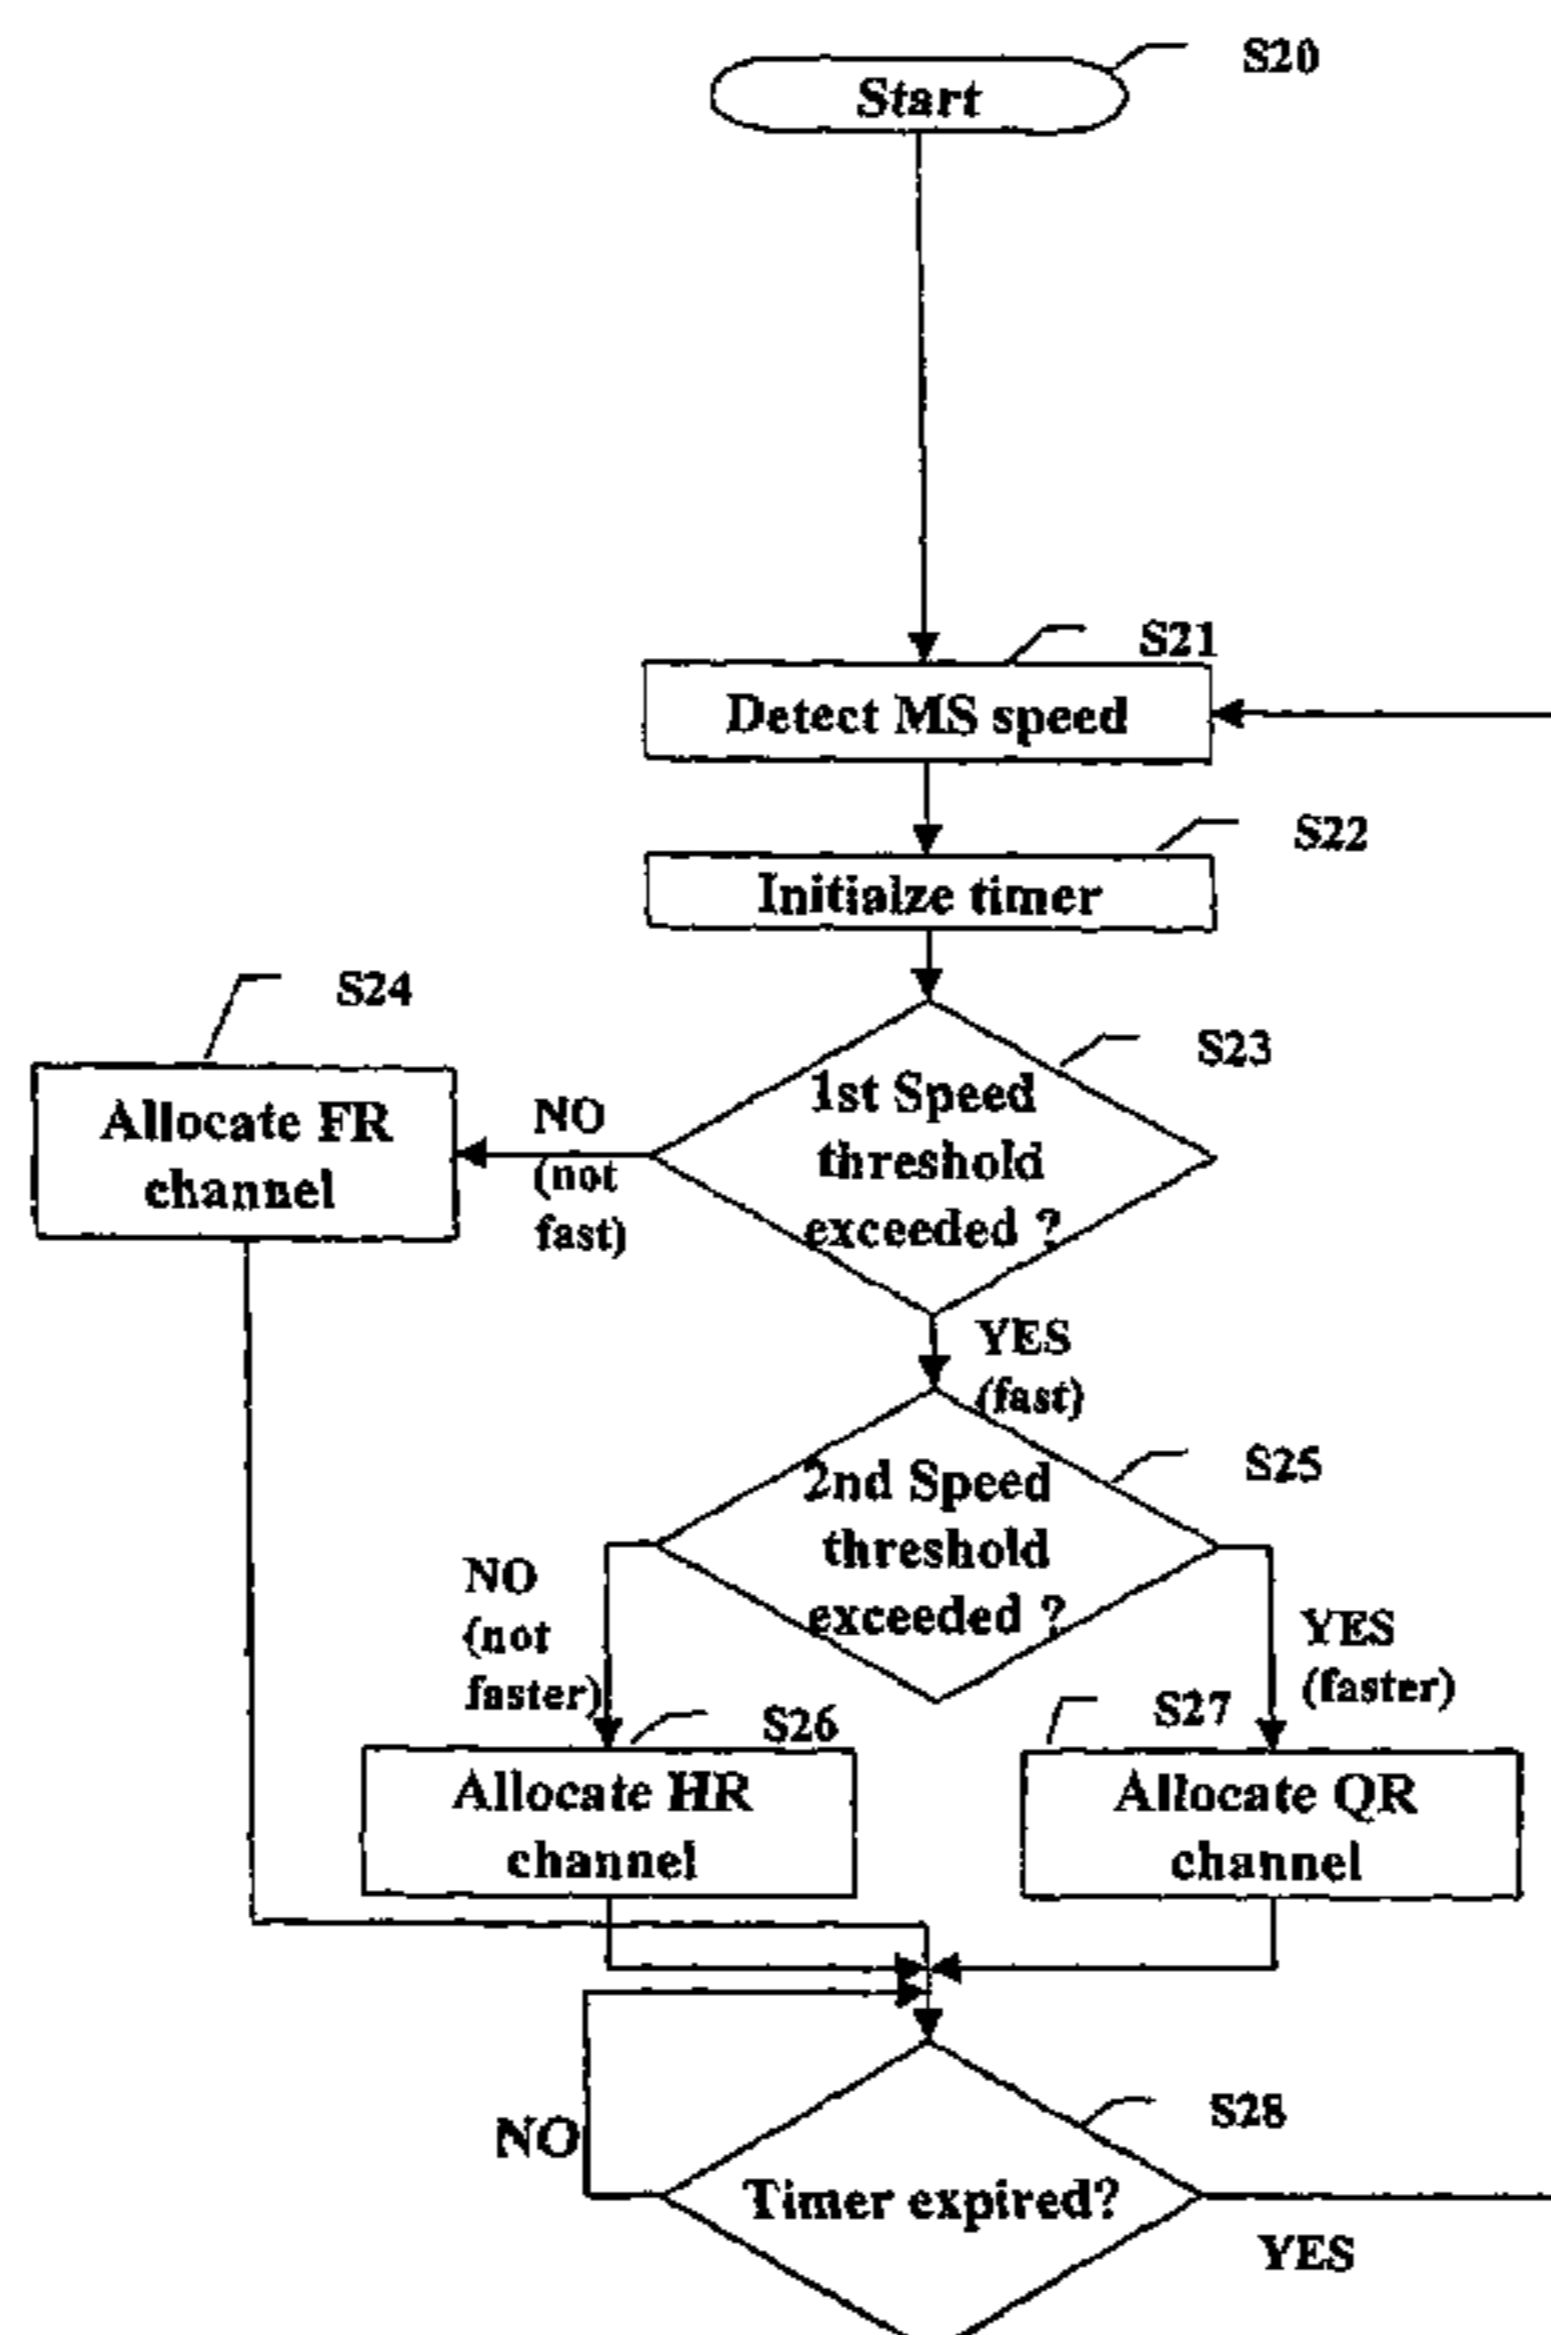 S20
Start
S21
Detect MS speed
S22
Initialze timer
S24
S23
Allocate FR
channel
NO
(not
fast)
1st Speed
threshold
exceeded ?
YES
(fast)
S25
2nd Speed
threshold
exceeded ?
NO
(not
faster)
YES
(faster)
S26
S27
Allocate HR
channel
Allocate QR
channel
S28
NO
Timer expired?
YES